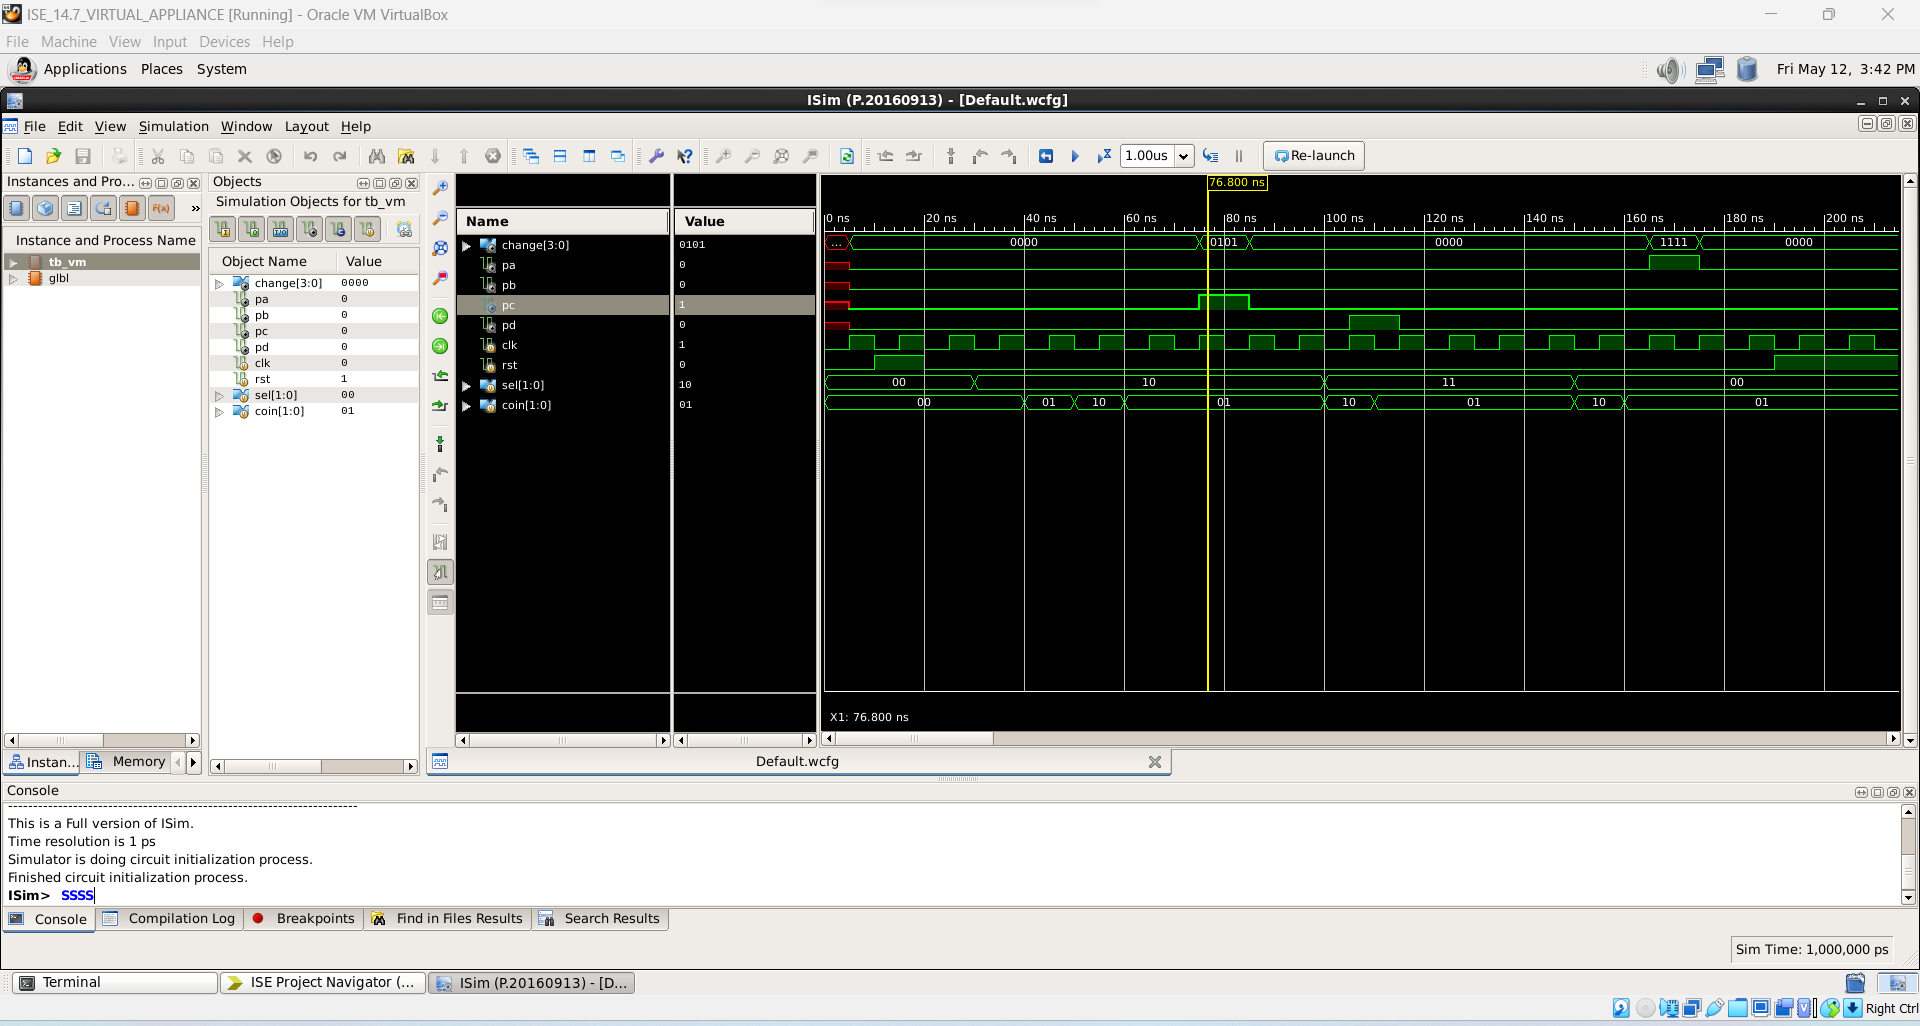 ISE_14.7_VIRTUAL_APPLIANCE [Running] - Oracle VM VirtualBox
File Machine View Input Devices Help
Applications Places System
Fri May 12, 3:42 PM
ISim (P.20160913) - [Default.wcfg]
File Edit View Simulation Window Layout Help
1.00us
Re-launch
Instances and Pro...
Instance and Process Name
tb_vm
glbl
Instan...
Memory
Objects
Simulation Objects for tb_vm
Object Name Value
change[3:0] 0000
pa 0
pb 0
pc 0
pd 0
clk 0
rst 1
sel[1:0] 00
coin[1:0] 01
Name Value
change[3:0] 0101
pa 0
pb 0
pc 1
pd 0
clk 1
rst 0
sel[1:0] 10
coin[1:0] 01
76.800 ns
0 ns 20 ns 40 ns 60 ns 80 ns 100 ns 120 ns 140 ns 160 ns 180 ns 200 ns
... 0000 0101 0000 1111 0000
00 10 11 00
00 01 10 01 10 01 10 01
X1: 76.800 ns
Default.wcfg
Console
This is a Full version of ISim.
Time resolution is 1 ps
Simulator is doing circuit initialization process.
Finished circuit initialization process.
ISim> ssss
Console Compilation Log Breakpoints Find in Files Results Search Results
Sim Time: 1,000,000 ps
Terminal
ISE Project Navigator (...
ISim (P.20160913) - [D...
Right Ctrl